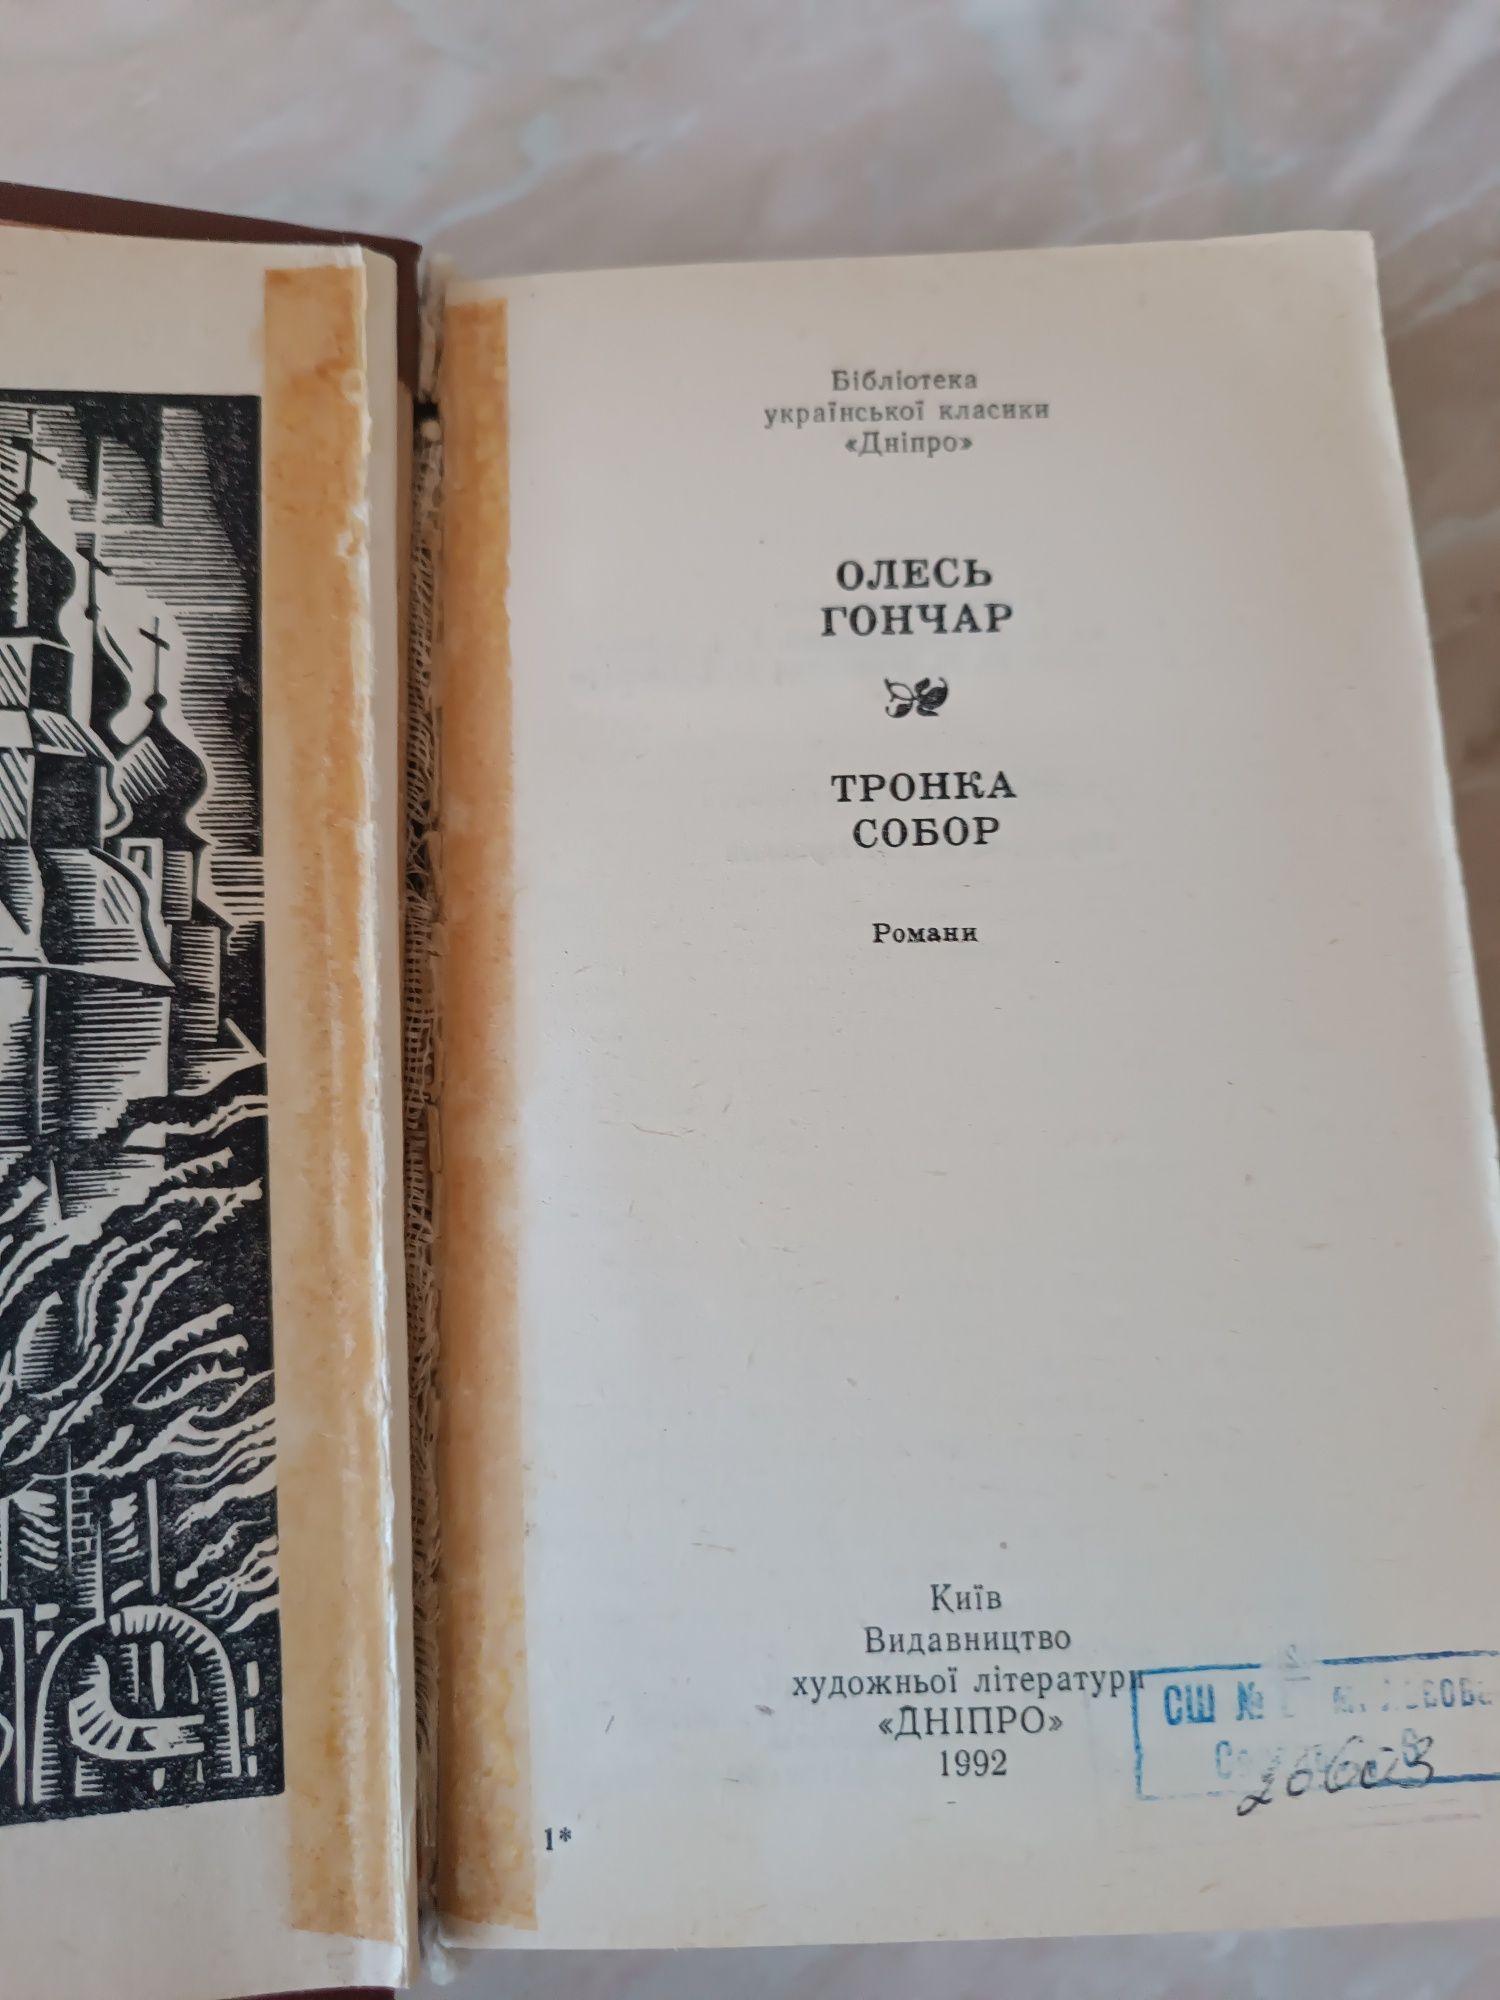 Бібліотека
української класики
«Дніпро»
ОЛЕСЬ
ГОНЧАР
ТРОНКА
СОБОР
Романи
Київ
Видавництво
художньої літератури
«ДНІПРО»
1992
СШ №
1*